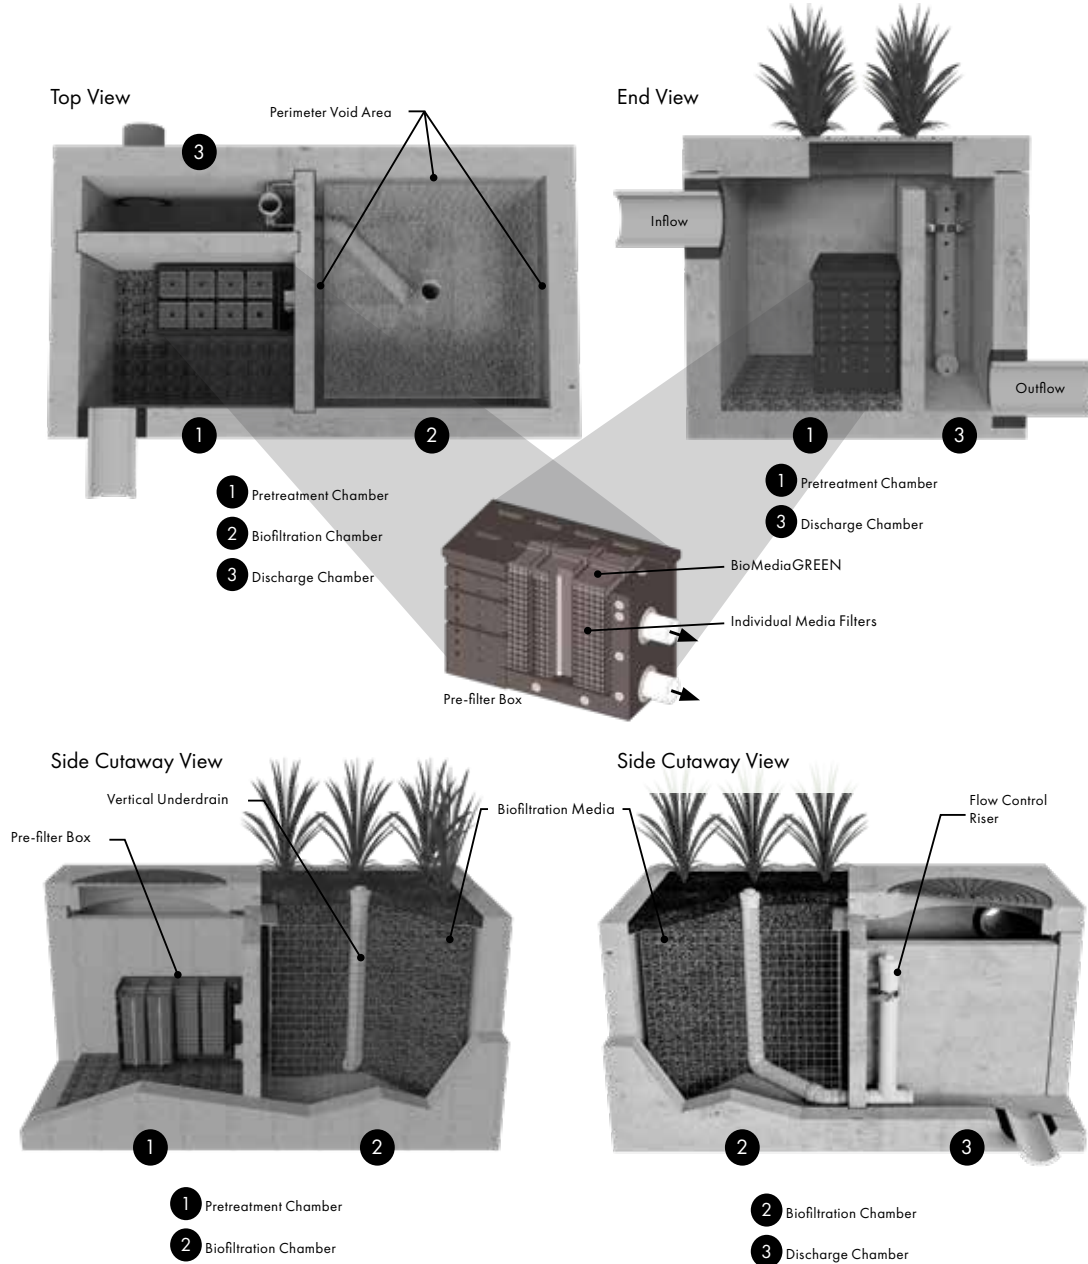 Top View
Perimeter Void Area
3
1
2
1 Pretreatment Chamber
2 Biofiltration Chamber
3 Discharge Chamber
End View
Inflow
Outflow
1
3
1 Pretreatment Chamber
3 Discharge Chamber
BioMediaGREEN
Individual Media Filters
Pre-filter Box
Side Cutaway View
Vertical Underdrain
Pre-filter Box
Biofiltration Media
1
2
1 Pretreatment Chamber
2 Biofiltration Chamber
Side Cutaway View
Flow Control
Riser
2
3
2 Biofiltration Chamber
3 Discharge Chamber